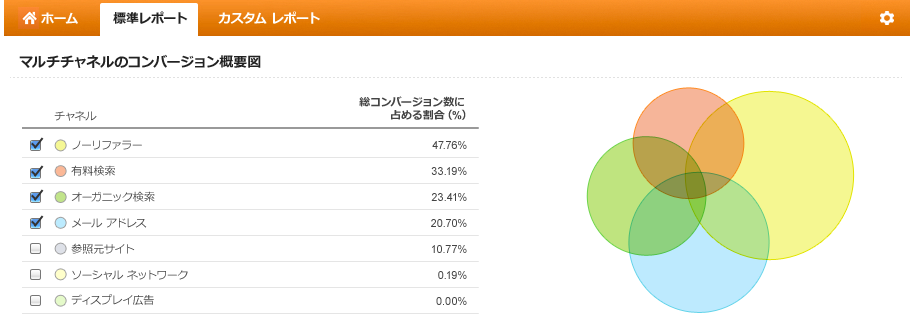 ホーム 標準レポート カスタム レポート
マルチチャネルのコンバージョン概要図
総コンバージョン数に
チャネル 占める割合 (%)
ノーリファラー 47.76%
有料検索 33.19%
オーガニック検索 23.41%
メール アドレス 20.70%
参照元サイト 10.77%
ソーシャル ネットワーク 0.19%
ディスプレイ広告 0.00%